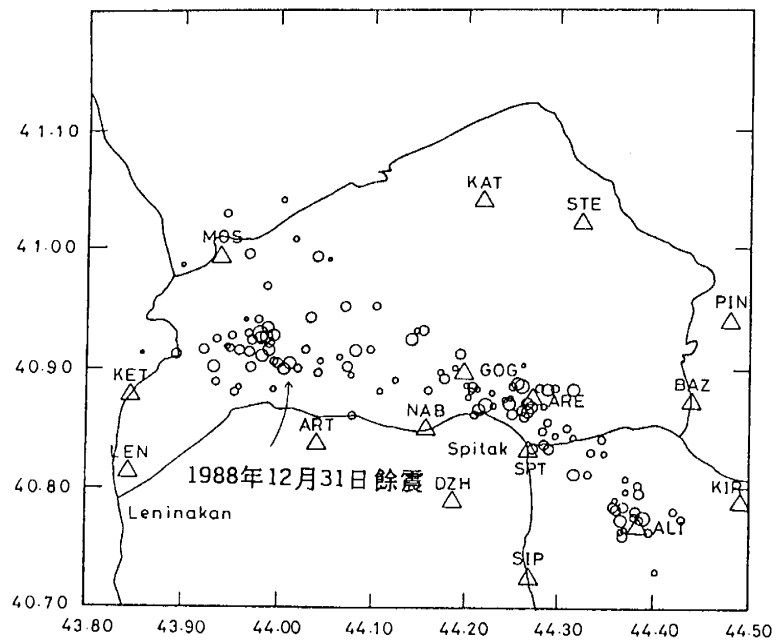 41.10
KAT
STE
41.00
MOS
PIN
40.90
KET
GOG
ARE
BAZ
ART
NAB
LEN
Spitak
SPT
1988年12月31日 餘震
DZH
KIR
40.80
Leninakan
ALI
SIP
40.70
43.80 43.90 44.00 44.10 44.20 44.30 44.40 44.50